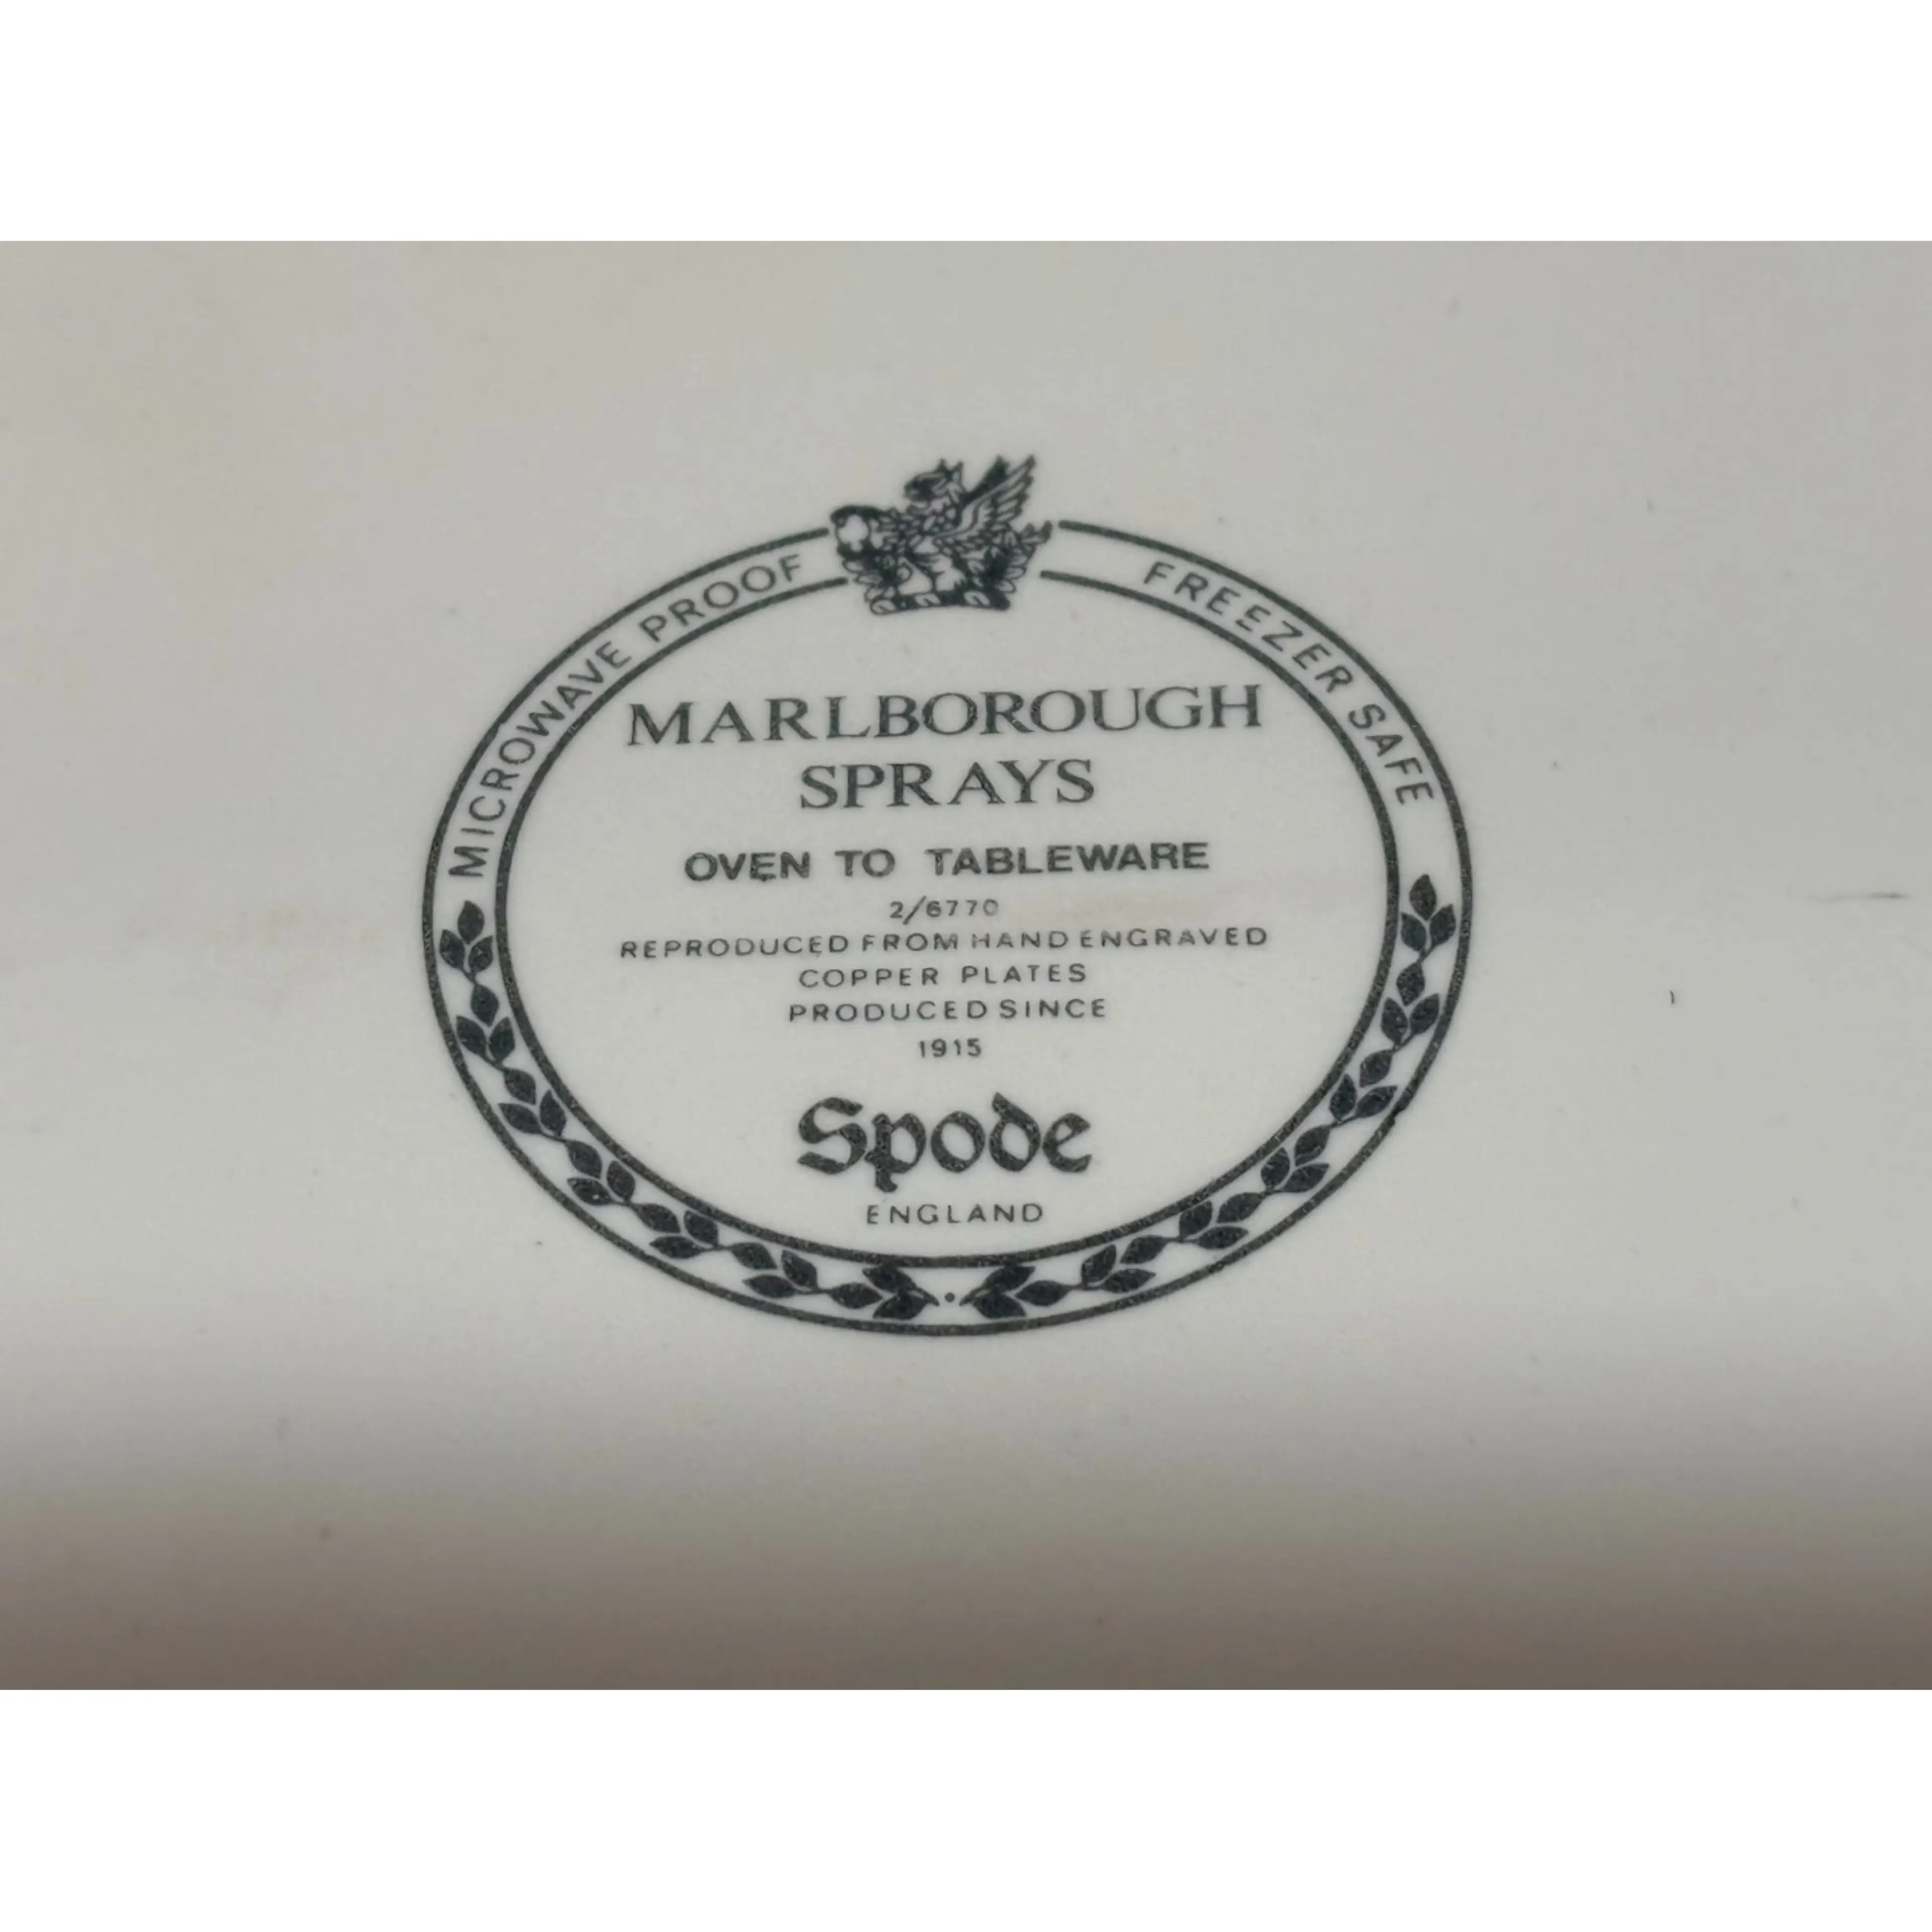 MICROWAVE PROOF
FREEZER SAFE
MARLBOROUGH
SPRAYS
OVEN TO TABLEWARE
2/6770
REPRODUCED FROM HAND ENGRAVED
COPPER PLATES
PRODUCED SINCE
1915
Spode
ENGLAND